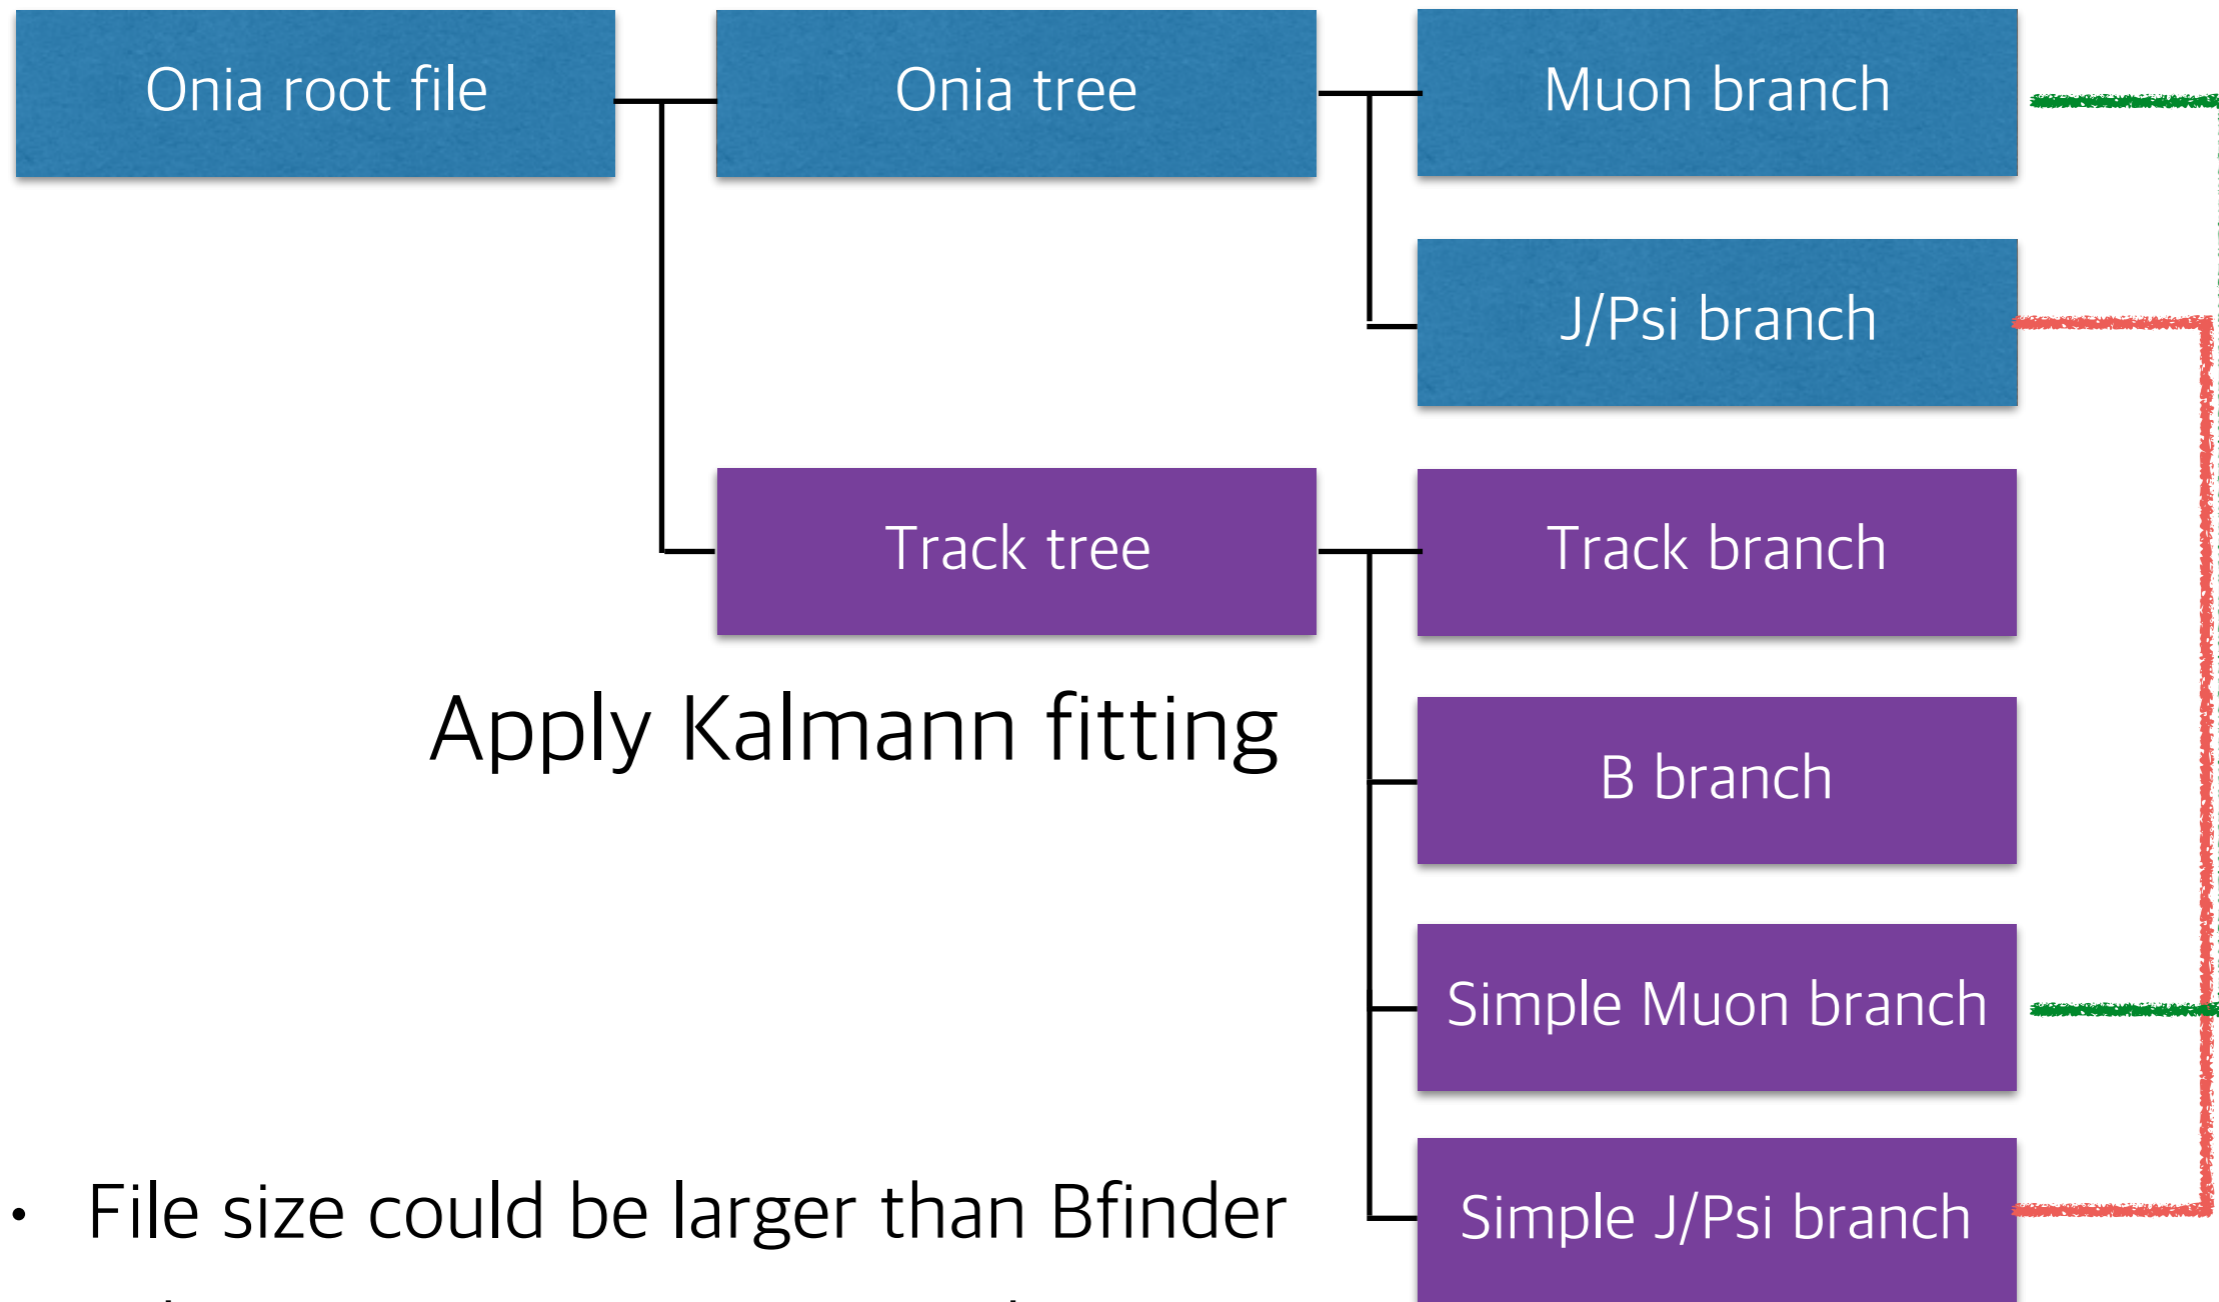 Onia root file
Onia tree
Muon branch
J/Psi branch
Track tree
Track branch
Apply Kalmann fitting
B branch
Simple Muon branch
• File size could be larger than Bfinder
Simple J/Psi branch